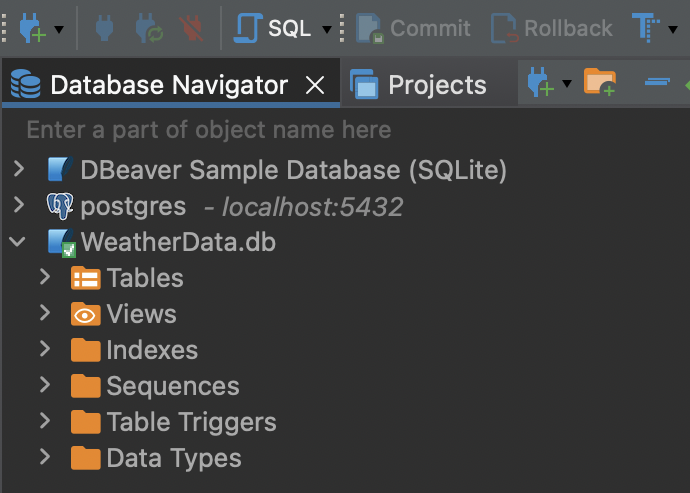 SQL Commit Rollback
Database Navigator Projects
Enter a part of object name here
DBeaver Sample Database (SQLite)
postgres - localhost:5432
WeatherData.db
Tables
Views
Indexes
Sequences
Table Triggers
Data Types